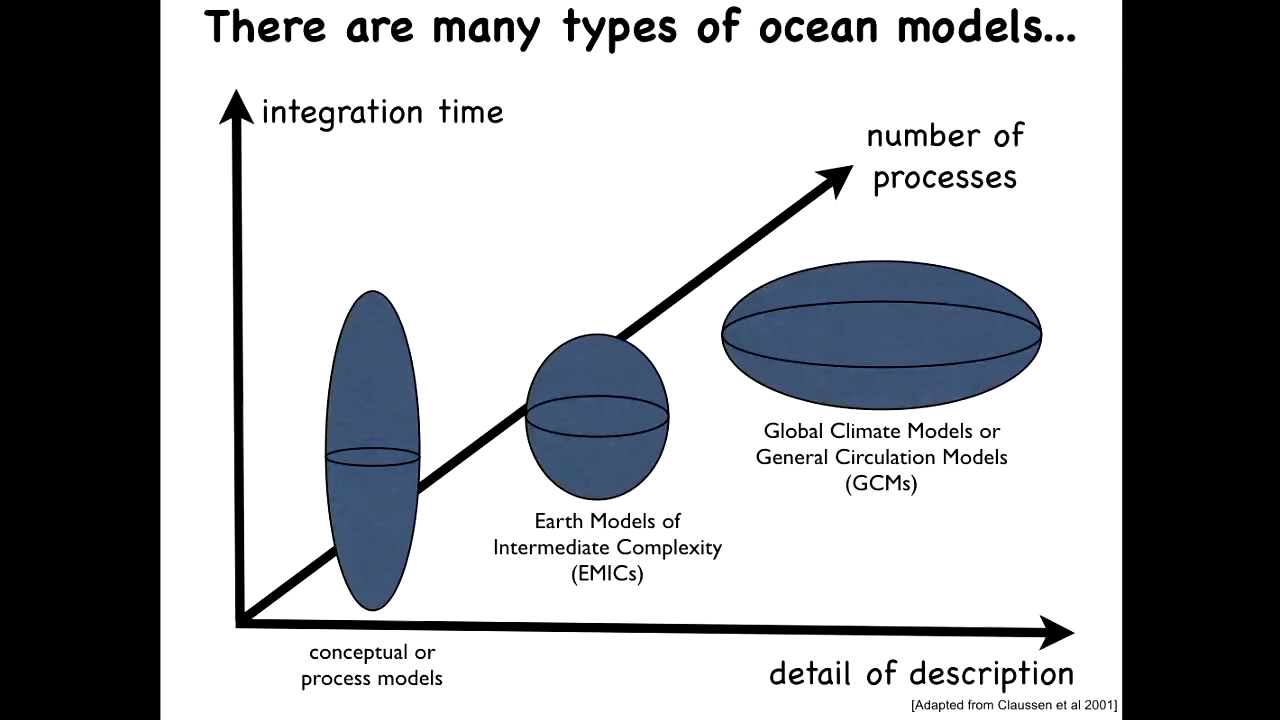 There are many types of ocean models...
integration time
number of
processes
Global Climate Models or
General Circulation Models
(GCMs)
Earth Models of
Intermediate Complexity
(EMICs)
conceptual or
process models
detail of description
[Adapted from Claussen et al 2001]